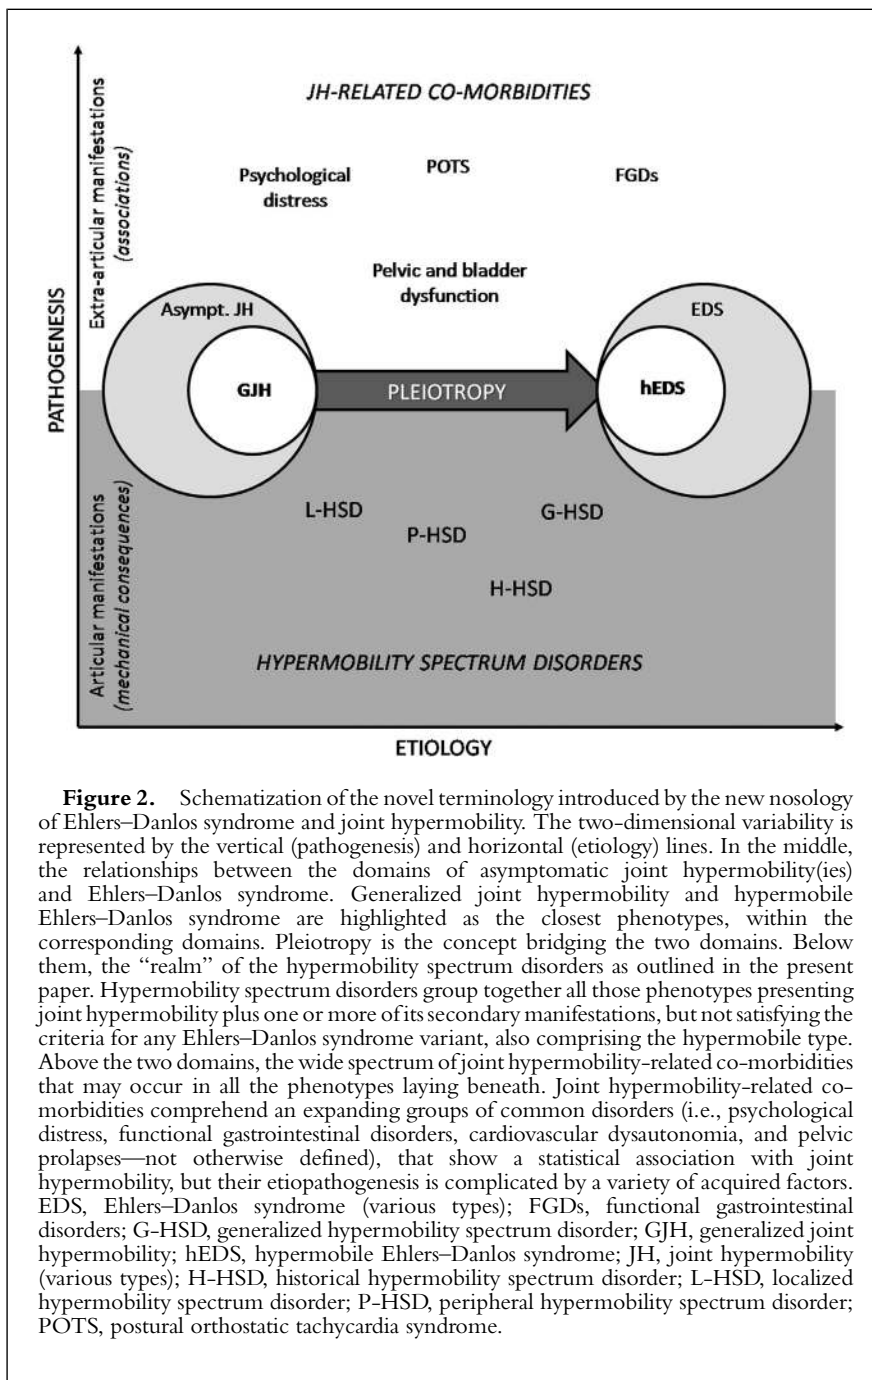 JH-RELATED CO-MORBIDITIES
Extra-articular manifestations
(associations)
Psychological
distress
POTS
FGDs
Pelvic and bladder
dysfunction
PATHOGENESIS
Asympt. JH
EDS
GJH
PLEIOTROPY
hEDS
Articular manifestations
(mechanical consequences)
L-HSD
G-HSD
P-HSD
H-HSD
HYPERMOBILITY SPECTRUM DISORDERS
ETIOLOGY
Figure 2. Schematization of the novel terminology introduced by the new nosology
of Ehlers–Danlos syndrome and joint hypermobility. The two-dimensional variability is
represented by the vertical (pathogenesis) and horizontal (etiology) lines. In the middle,
the relationships between the domains of asymptomatic joint hypermobility(ies)
and Ehlers–Danlos syndrome. Generalized joint hypermobility and hypermobile
Ehlers–Danlos syndrome are highlighted as the closest phenotypes, within the
corresponding domains. Pleiotropy is the concept bridging the two domains. Below
them, the “realm” of the hypermobility spectrum disorders as outlined in the present
paper. Hypermobility spectrum disorders group together all those phenotypes presenting
joint hypermobility plus one or more of its secondary manifestations, but not satisfying the
criteria for any Ehlers–Danlos syndrome variant, also comprising the hypermobile type.
Above the two domains, the wide spectrum of joint hypermobility-related co-morbidities
that may occur in all the phenotypes laying beneath. Joint hypermobility-related co-
morbidities comprehend an expanding groups of common disorders (i.e., psychological
distress, functional gastrointestinal disorders, cardiovascular dysautonomia, and pelvic
prolapses—not otherwise defined), that show a statistical association with joint
hypermobility, but their etiopathogenesis is complicated by a variety of acquired factors.
EDS, Ehlers–Danlos syndrome (various types); FGDs, functional gastrointestinal
disorders; G-HSD, generalized hypermobility spectrum disorder; GJH, generalized joint
hypermobility; hEDS, hypermobile Ehlers–Danlos syndrome; JH, joint hypermobility
(various types); H-HSD, historical hypermobility spectrum disorder; L-HSD, localized
hypermobility spectrum disorder; P-HSD, peripheral hypermobility spectrum disorder;
POTS, postural orthostatic tachycardia syndrome.